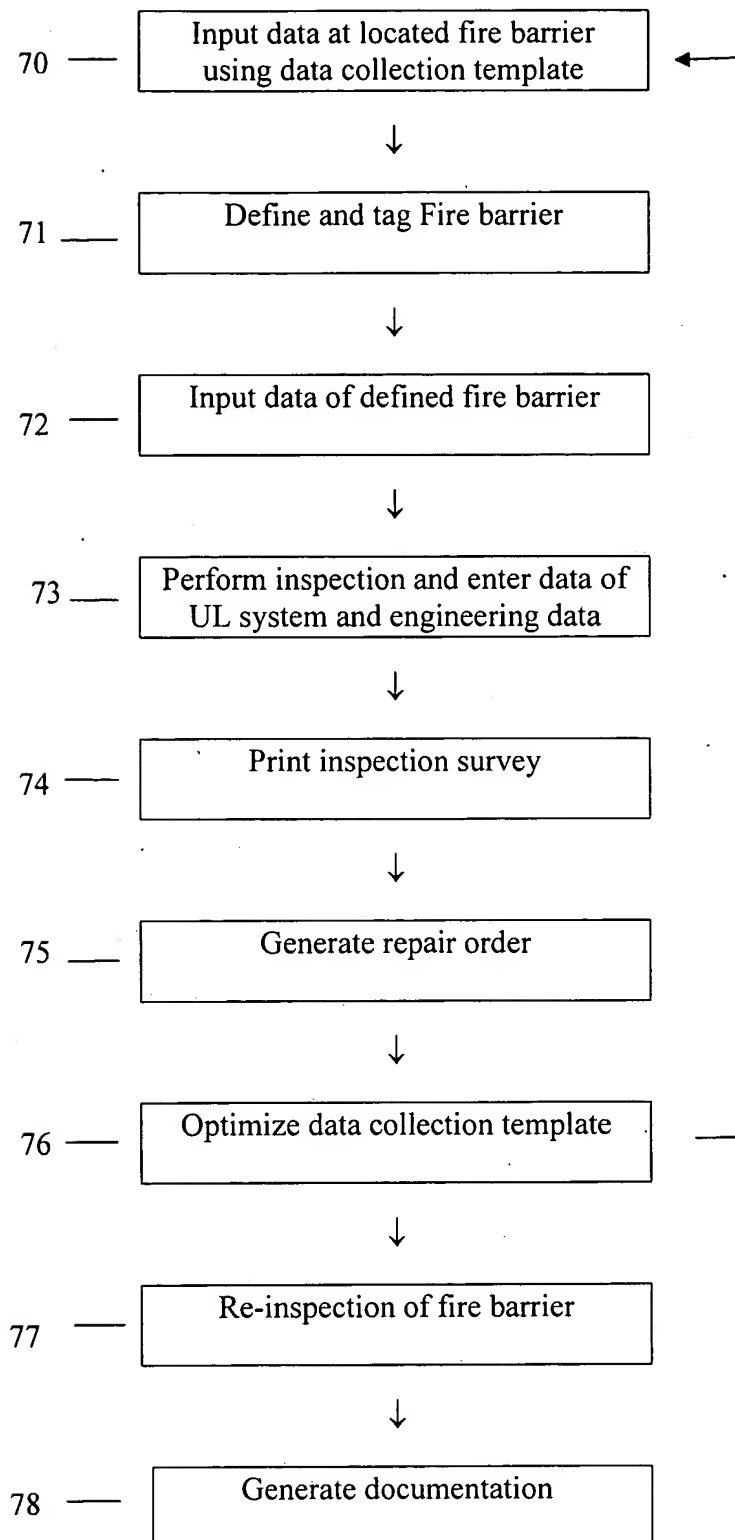 70
Input data at located fire barrier
using data collection template
71
Define and tag Fire barrier
72
Input data of defined fire barrier
73
Perform inspection and enter data of
UL system and engineering data
74
Print inspection survey
75
Generate repair order
76
Optimize data collection template
77
Re-inspection of fire barrier
78
Generate documentation